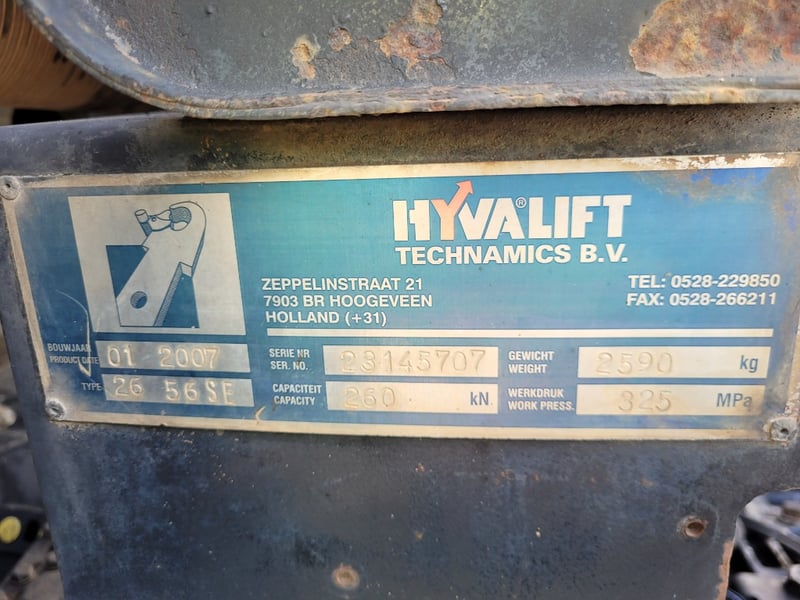 HYVALIFT®
TECHNAMICS B.V.
ZEPPELINSTRAAT 21
7903 BR HOOGEVEEN
HOLLAND (+31)
TEL: 0528-229850
FAX: 0528-266211
BOUWJAAR
PRODUCT DATE 01 2007
TYPE 26 56SF
SERIE NR
SER. NO. 23145707
CAPACITEIT
CAPACITY 260 kN
GEWICHT
WEIGHT 2590 kg
WERKDRUK
WORK PRESS. 325 MPa